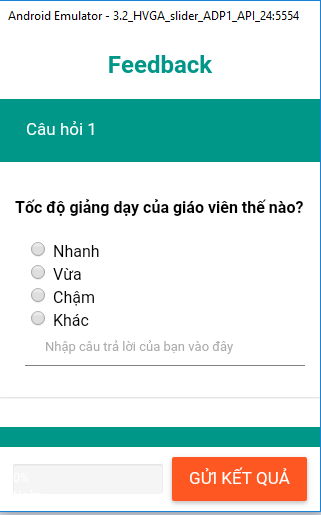 Android Emulator - 3.2_HVGA_slider_ADP1_API_24:5554
Feedback
Câu hỏi 1
Tốc độ giảng dạy của giáo viên thế nào?
Nhanh
Vừa
Chậm
Khác
Nhập câu trả lời của bạn vào đây
0%
GỬI KẾT QUẢ